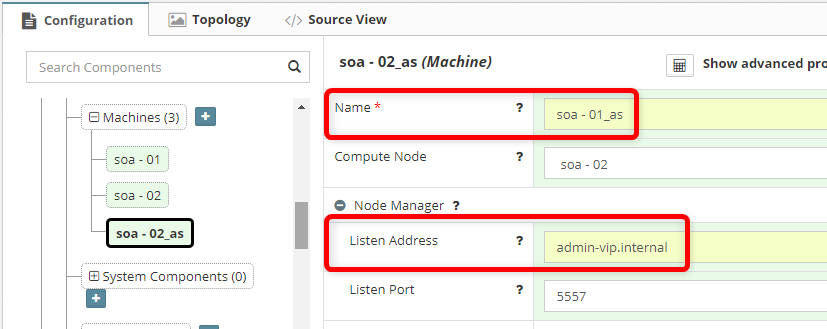 Configuration Topology Source View
Search Components
soa - 02_as (Machine) Show advanced pro
Name * ? soa - 01_as
Machines (3)
Compute Node ? soa - 02
soa - 01
soa - 02
Node Manager ?
soa - 02_as
Listen Address ? admin-vip.internal
System Components (0)
Listen Port ? 5557